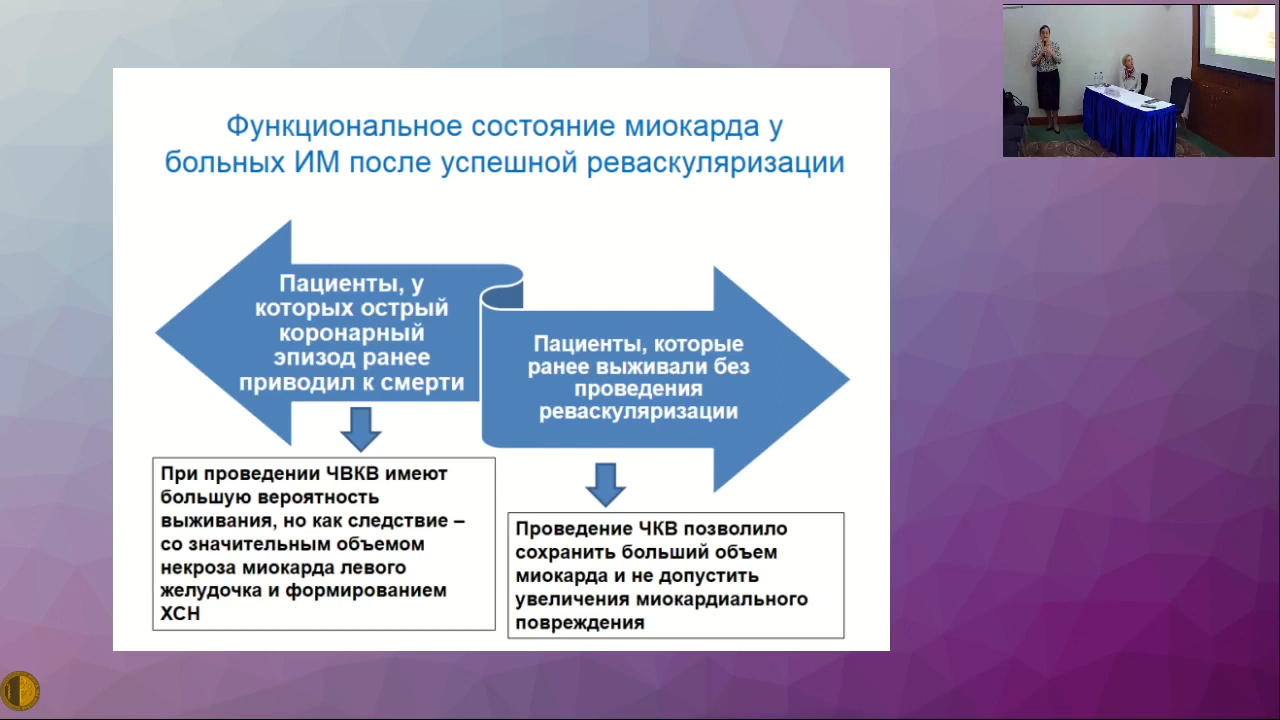 Функциональное состояние миокарда у
больных ИМ после успешной реваскуляризации
Пациенты, у
которых острый
коронарный
эпизод ранее
приводил к смерти
Пациенты, которые
ранее выживали без
проведения
реваскуляризации
При проведении ЧВКВ имеют
большую вероятность
выживания, но как следствие –
со значительным объемом
некроза миокарда левого
желудочка и формированием
ХСН
Проведение ЧКВ позволило
сохранить больший объем
миокарда и не допустить
увеличения миокардиального
повреждения